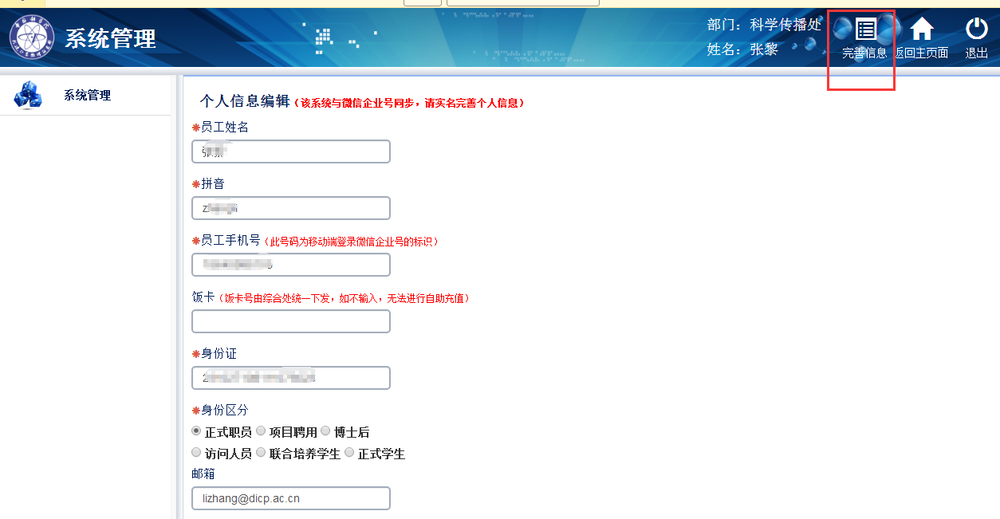 系统管理
部门：科学传播处
姓名：张黎
完善信息
返回主页面
退出
系统管理
个人信息编辑（该系统与微信企业号同步，请实名完善个人信息）
*员工姓名
张
*拼音
*员工手机号（此号码为移动端登录微信企业号的标识）
饭卡（饭卡号由综合处统一下发，如不输入，无法进行自助充值）
*身份证
*身份区分
正式职员 项目聘用 博士后
访问人员 联合培养学生 正式学生
邮箱
lizhang@dicp.ac.cn